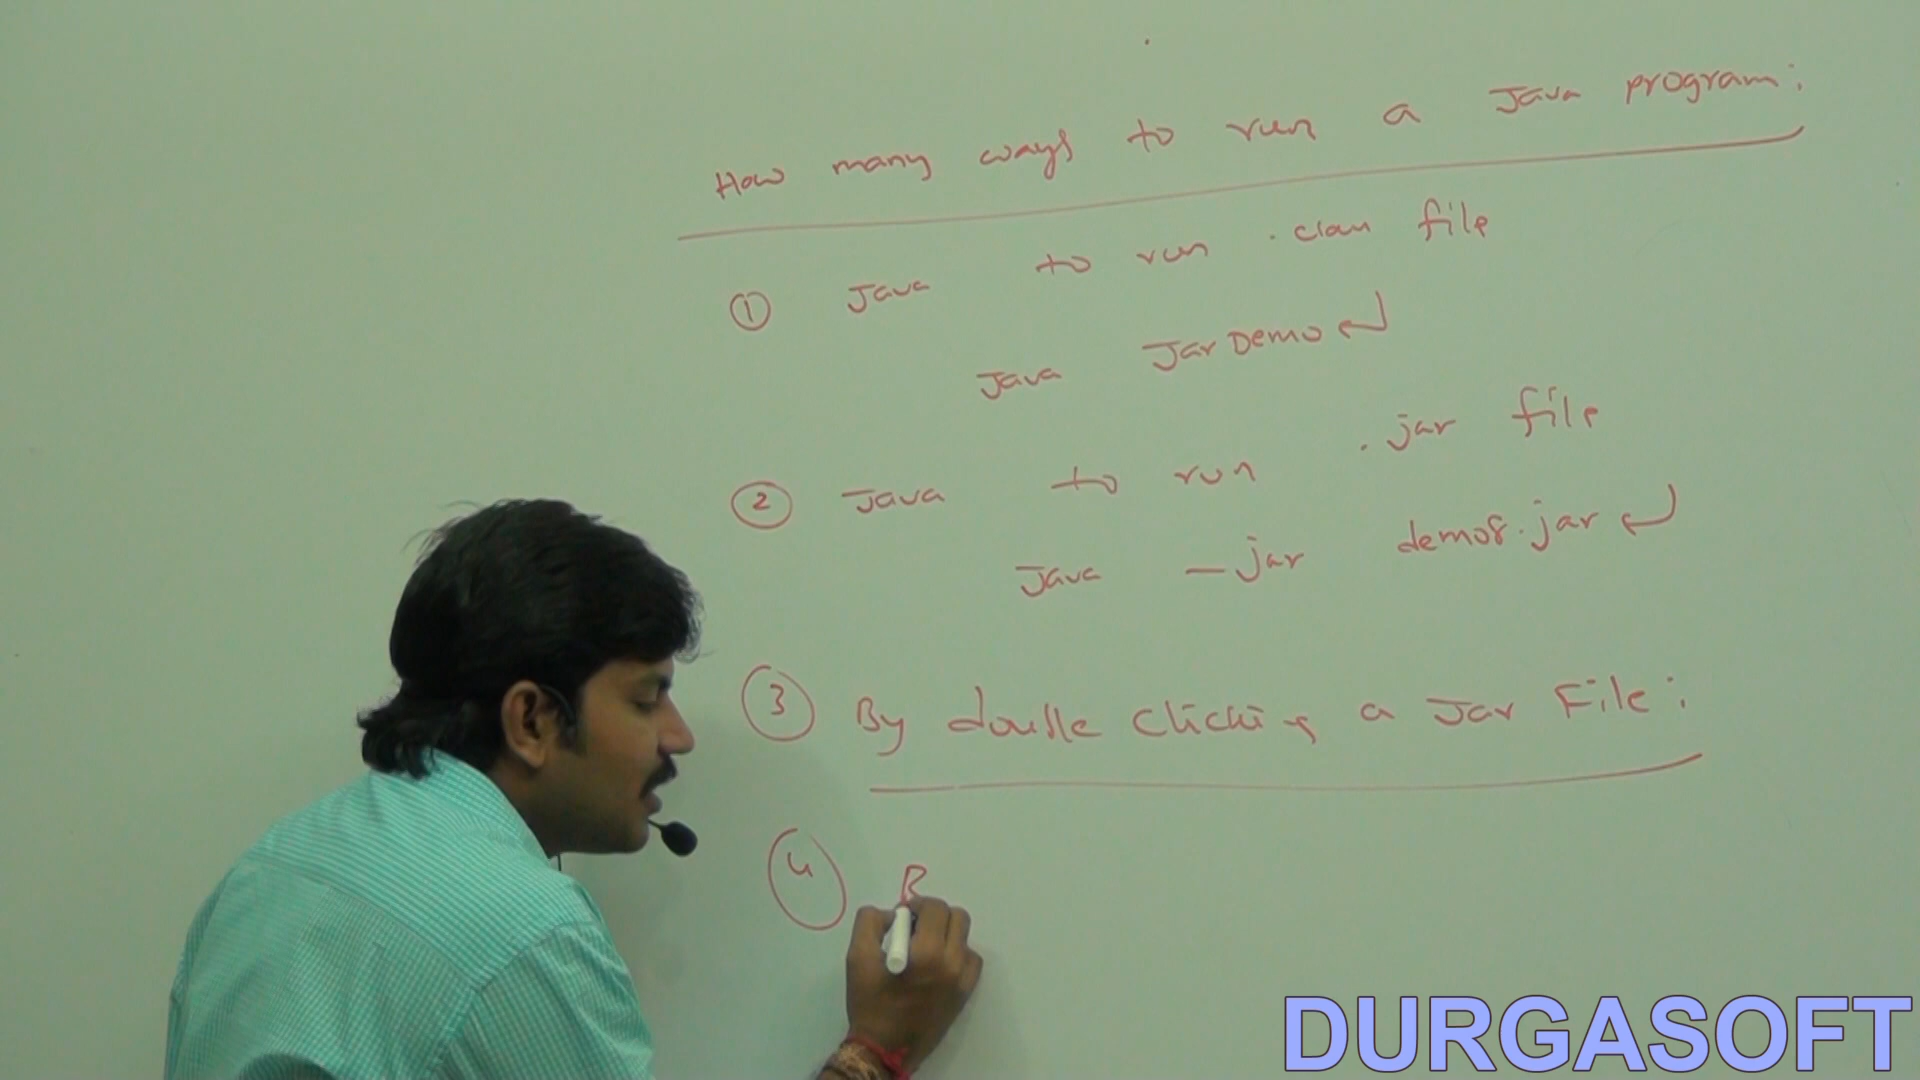 How many ways to run a Java program:
① Java to run .class file
Java JarDemo↵
② Java to run .jar file
Java -jar demo8.jar↵
③ By double clicking a Jar File:
④ B
DURGASOFT